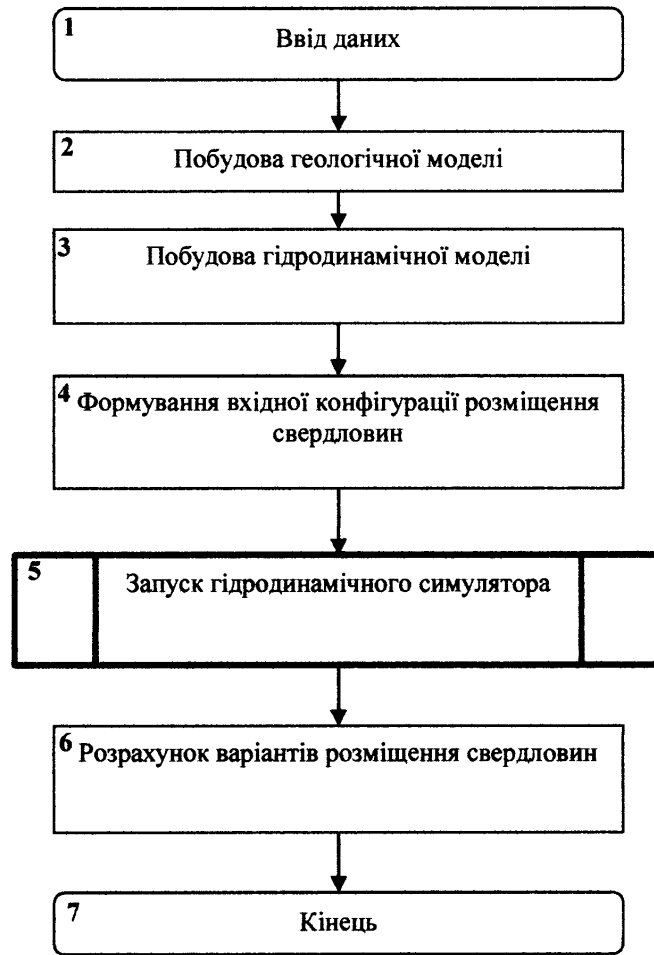 1
Ввід даних
2
Побудова геологічної моделі
3
Побудова гідродинамічної моделі
4 Формування вхідної конфігурації розміщення
свердловин
5
Запуск гідродинамічного симулятора
6 Розрахунок варіантів розміщення свердловин
7
Кінець